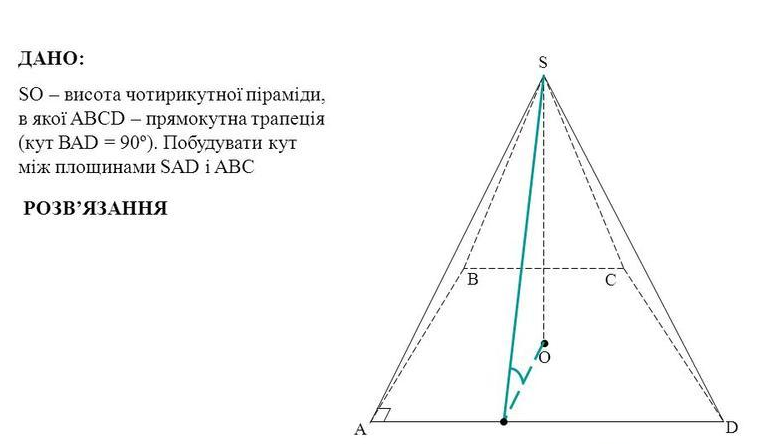 ДАНО:
SO – висота чотирикутної піраміди,
в якої ABCD – прямокутна трапеція
(кут BAD = 90º). Побудувати кут
між площинами SAD і ABC
РОЗВ’ЯЗАННЯ
S
B
C
O
A
D